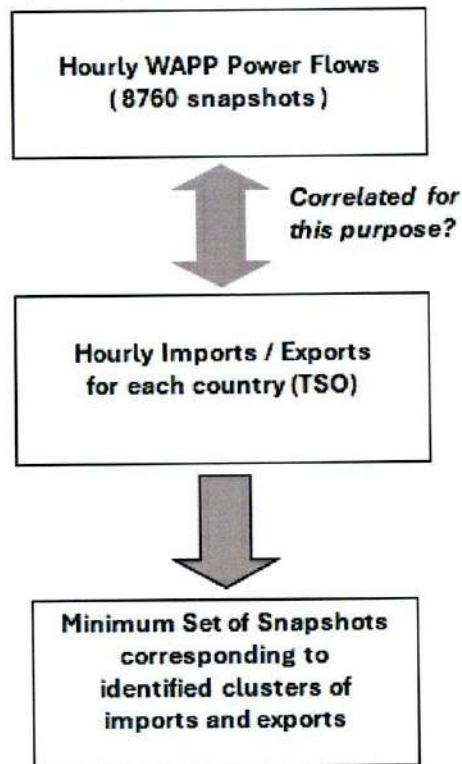 Hourly WAPP Power Flows
( 8760 snapshots )
Correlated for
this purpose?
Hourly Imports / Exports
for each country (TSO)
Minimum Set of Snapshots
corresponding to
identified clusters of
imports and exports